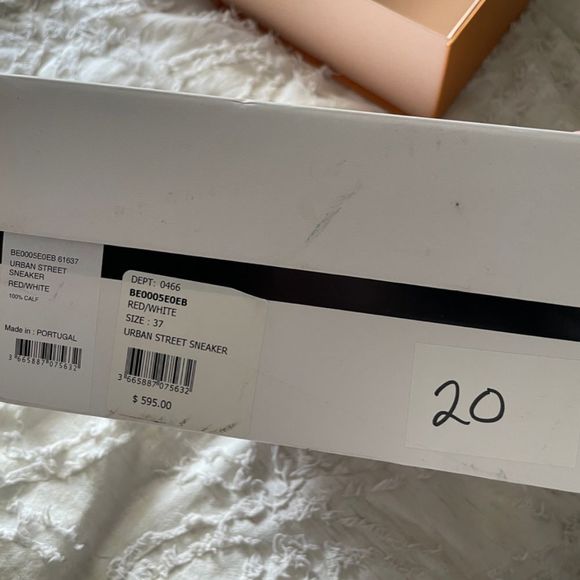 BE0005E0EB 61637
URBAN STREET
SNEAKER
RED/WHITE
100% CALF
Made in : PORTUGAL
3 665887 075632
DEPT: 0466
BE0005E0EB
RED/WHITE
SIZE : 37
URBAN STREET SNEAKER
3 665887 075632
$ 595.00
20